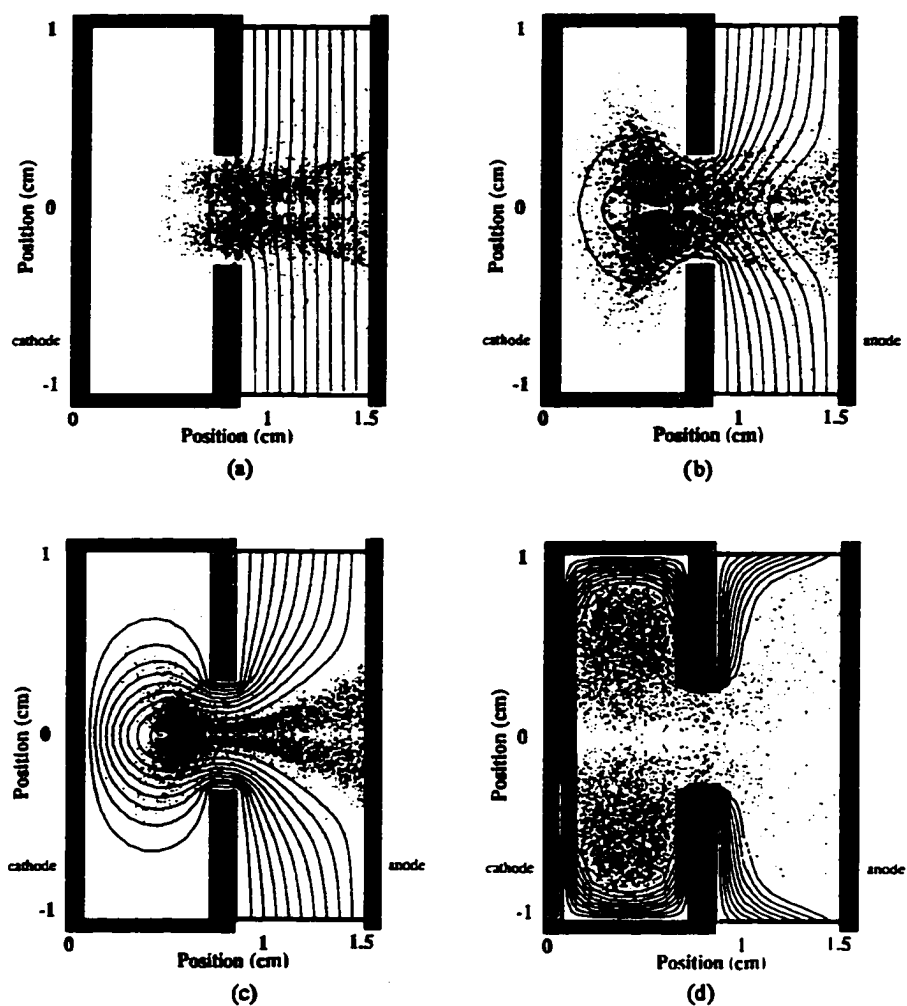 1
Position (cm)
0
cathode
-1
0 1 1.5
Position (cm)
(a)
1
Position (cm)
0
cathode
anode
-1
0 1 1.5
Position (cm)
(b)
1
Position (cm)
0
cathode
anode
-1
0 1 1.5
Position (cm)
(c)
1
Position (cm)
0
cathode
anode
-1
0 1 1.5
Position (cm)
(d)